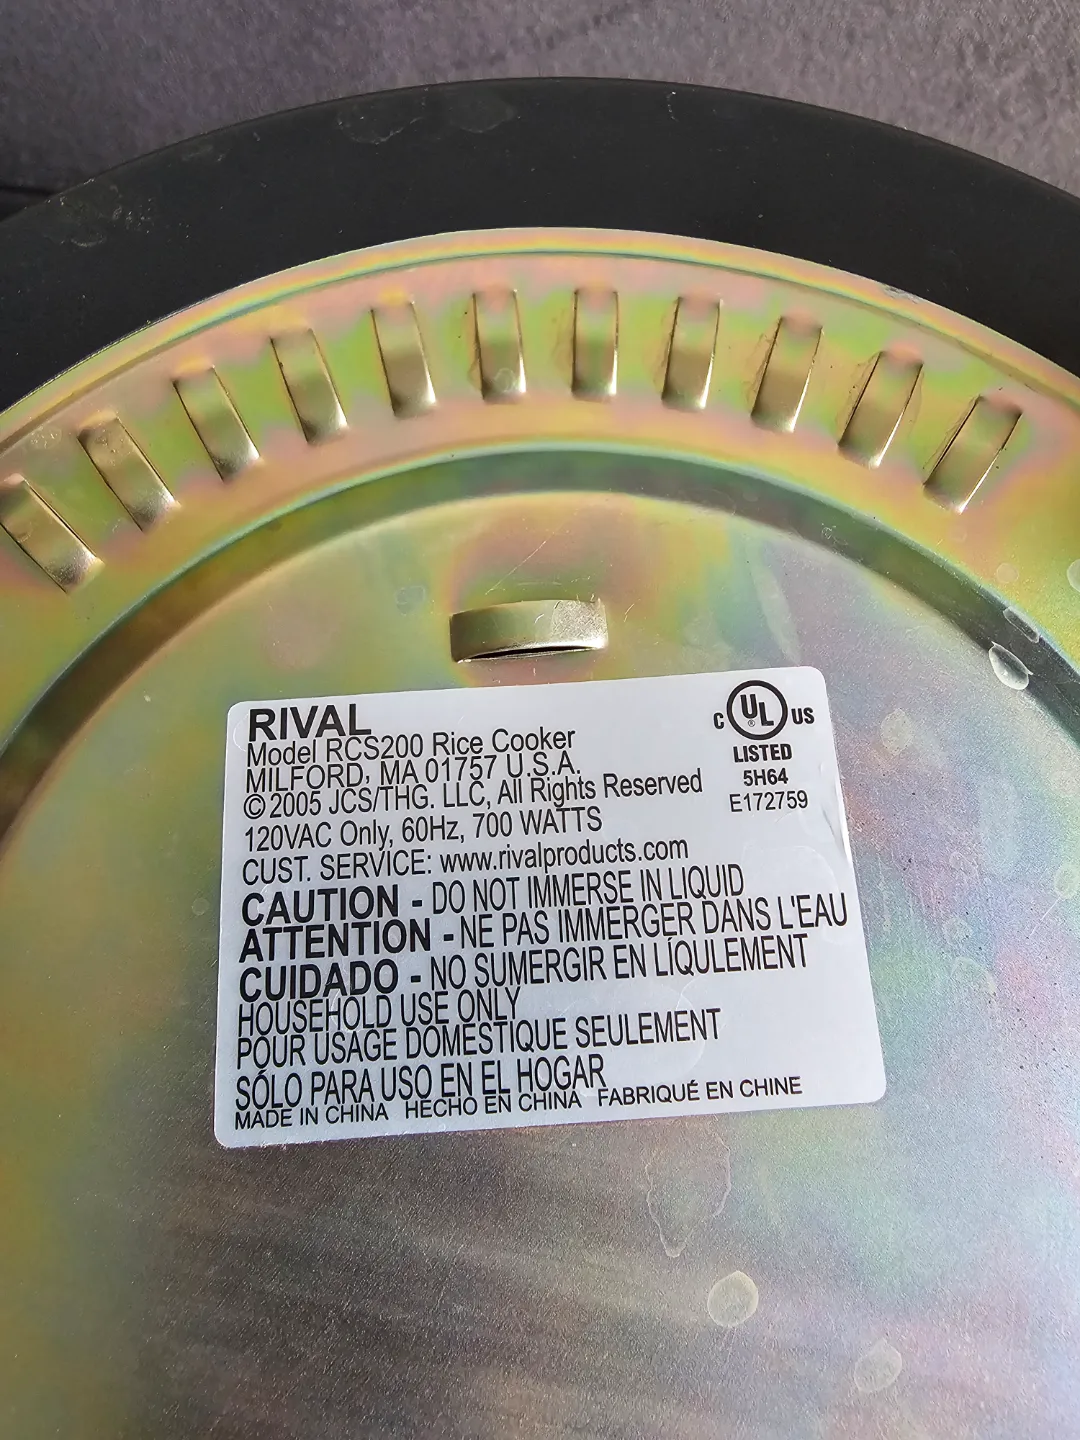 RIVAL
Model RCS200 Rice Cooker
MILFORD, MA 01757 U.S.A.
© 2005 JCS/THG. LLC, All Rights Reserved
120VAC Only, 60Hz, 700 WATTS
CUST. SERVICE: www.rivalproducts.com
C UL ® US
LISTED
5H64
E172759
CAUTION - DO NOT IMMERSE IN LIQUID
ATTENTION - NE PAS IMMERGER DANS L'EAU
CUIDADO - NO SUMERGIR EN LÍQULEMENT
HOUSEHOLD USE ONLY
POUR USAGE DOMESTIQUE SEULEMENT
SÓLO PARA USO EN EL HOGAR
MADE IN CHINA HECHO EN CHINA FABRIQUÉ EN CHINE